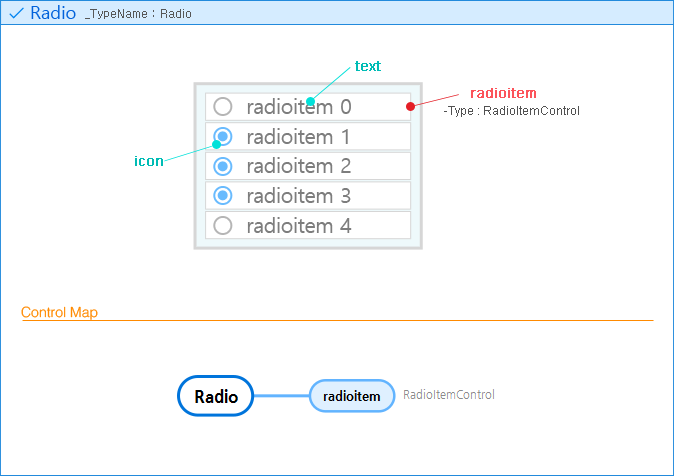 Radio _TypeName : Radio
text
radioitem
-Type : RadioItemControl
radioitem 0
radioitem 1
icon
radioitem 2
radioitem 3
radioitem 4
Control Map
Radio
radioitem
RadioItemControl